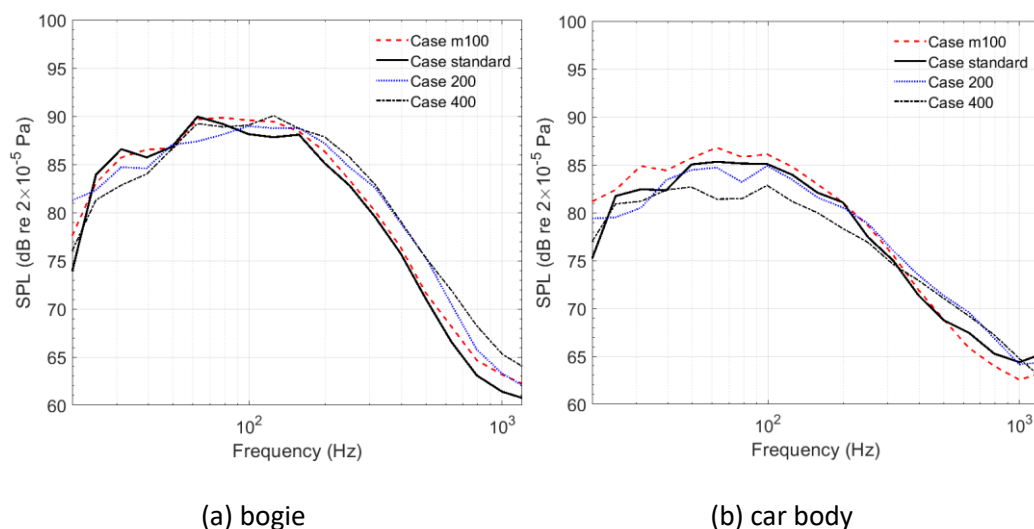 100
95
90
85
80
75
70
65
60
SPL (dB re 2×10⁻⁵ Pa)
Case m100
Case standard
Case 200
Case 400
10²
10³
Frequency (Hz)
(a) bogie
100
95
90
85
80
75
70
65
60
SPL (dB re 2×10⁻⁵ Pa)
Case m100
Case standard
Case 200
Case 400
10²
10³
Frequency (Hz)
(b) car body